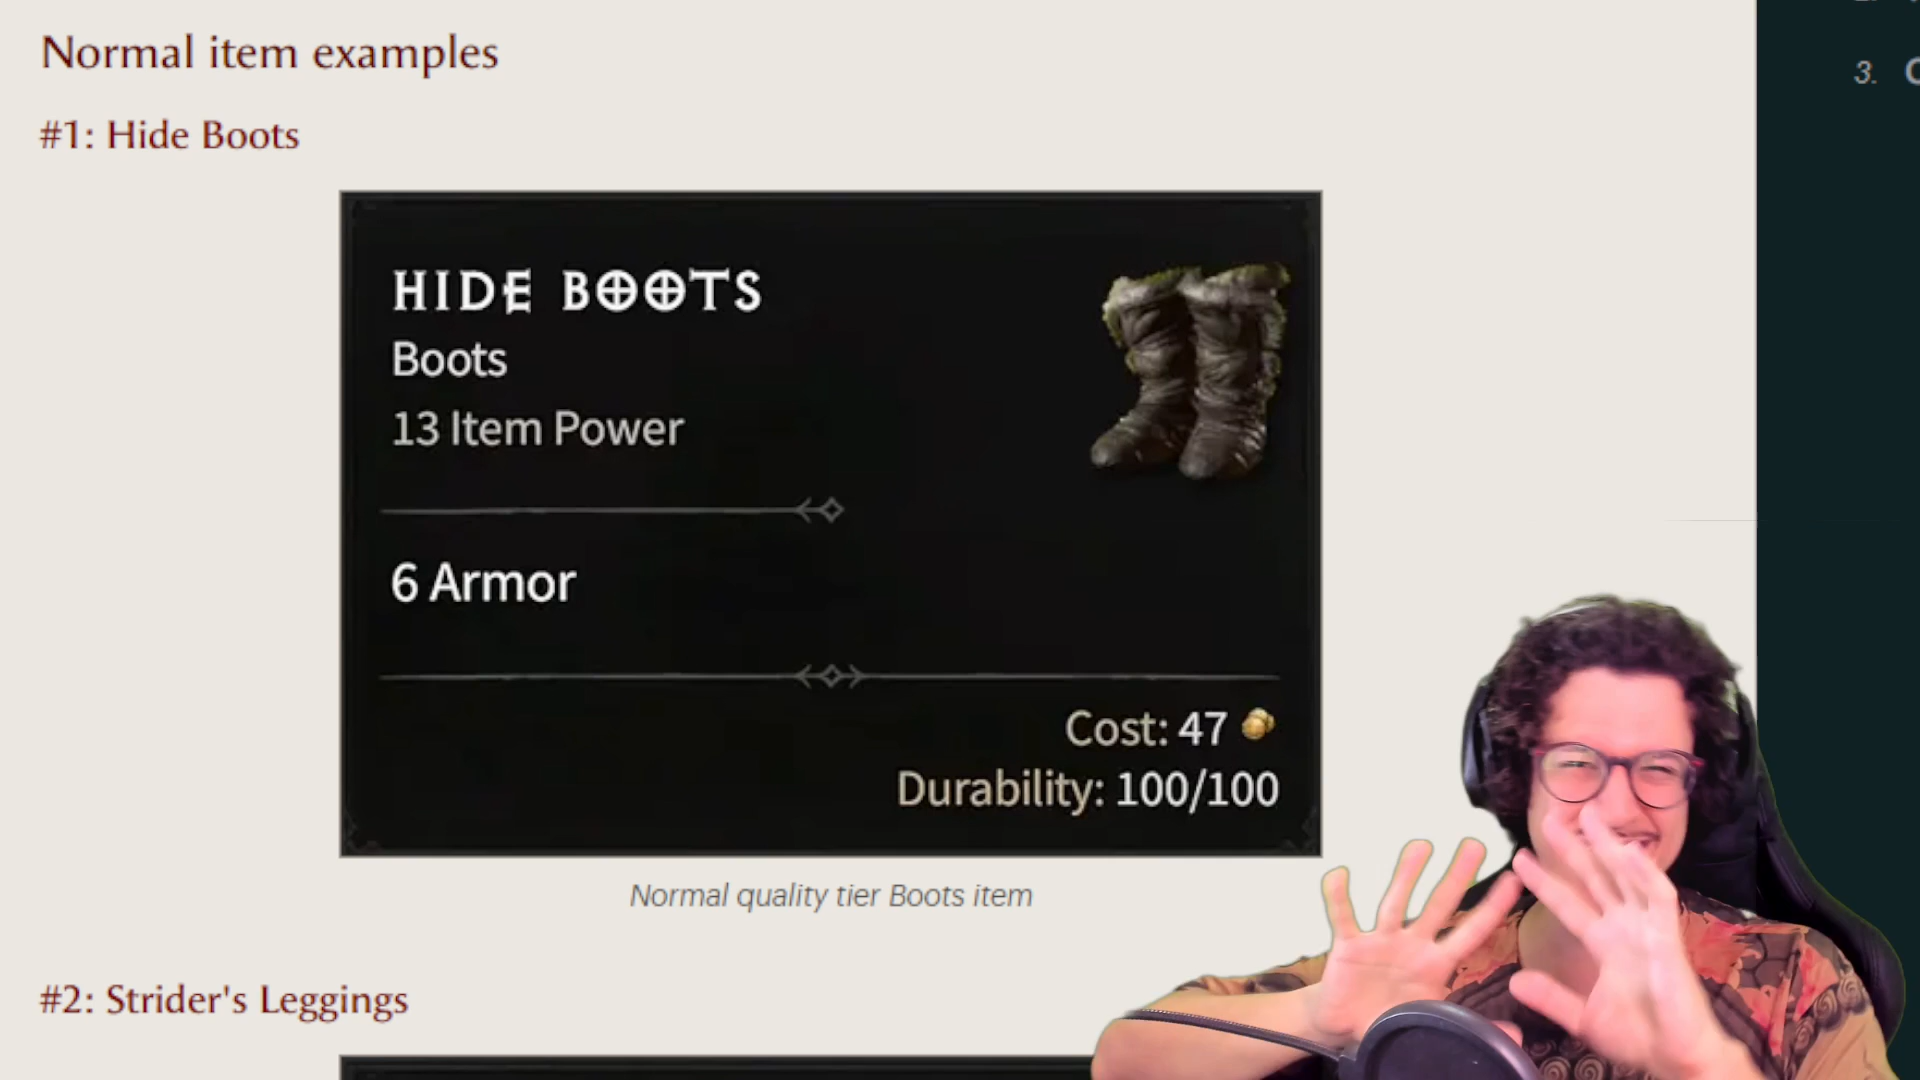 Normal item examples
#1: Hide Boots
HIDE BOOTS
Boots
13 Item Power
6 Armor
Cost: 47
Durability: 100/100
Normal quality tier Boots item
#2: Strider's Leggings
3.